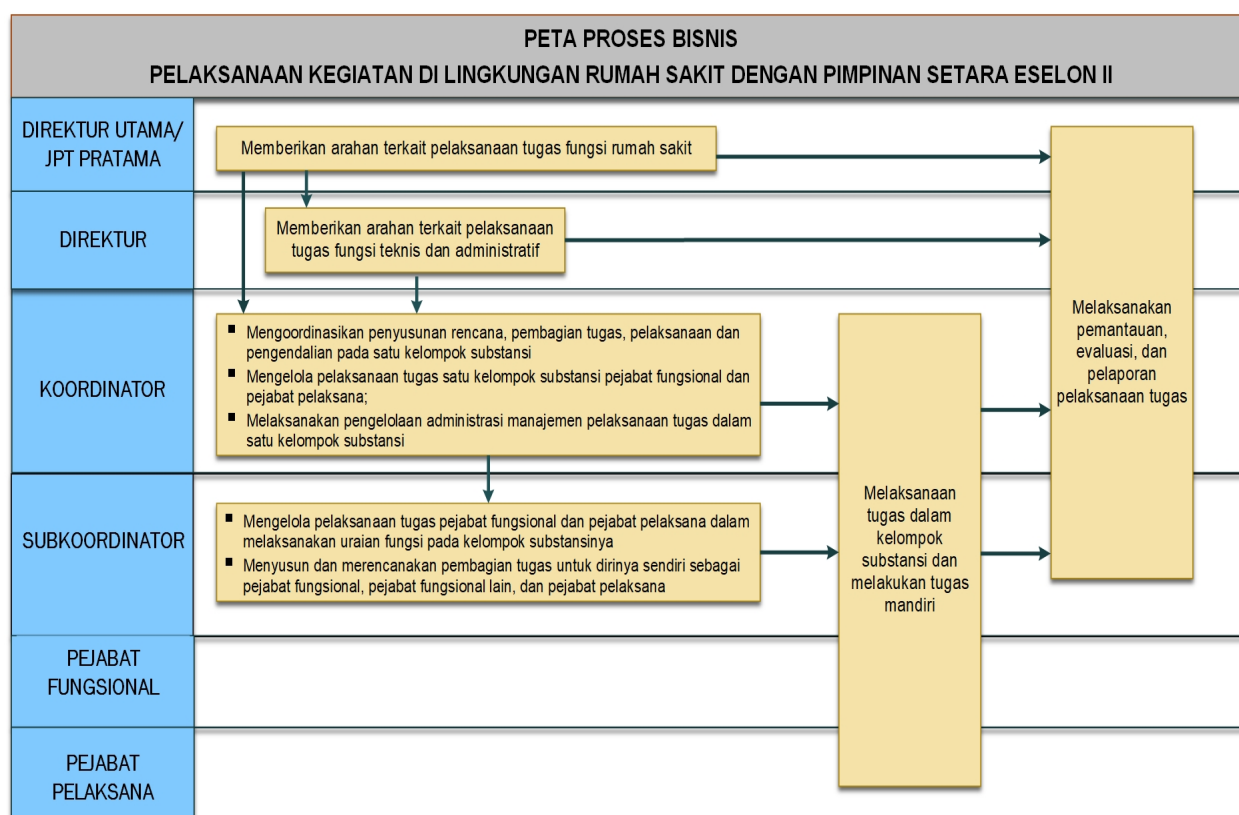 PETA PROSES BISNIS
PELAKSANAAN KEGIATAN DI LINGKUNGAN RUMAH SAKIT DENGAN PIMPINAN SETARA ESELON II
DIREKTUR UTAMA/
JPT PRATAMA
Memberikan arahan terkait pelaksanaan tugas fungsi rumah sakit
DIREKTUR
Memberikan arahan terkait pelaksanaan
tugas fungsi teknis dan administratif
KOORDINATOR
▪ Mengoordinasikan penyusunan rencana, pembagian tugas, pelaksanaan dan
pengendalian pada satu kelompok substansi
▪ Mengelola pelaksanaan tugas satu kelompok substansi pejabat fungsional dan
pejabat pelaksana;
▪ Melaksanakan pengelolaan administrasi manajemen pelaksanaan tugas dalam
satu kelompok substansi
SUBKOORDINATOR
▪ Mengelola pelaksanaan tugas pejabat fungsional dan pejabat pelaksana dalam
melaksanakan uraian fungsi pada kelompok substansinya
▪ Menyusun dan merencanakan pembagian tugas untuk dirinya sendiri sebagai
pejabat fungsional, pejabat fungsional lain, dan pejabat pelaksana
Melaksanaan
tugas dalam
kelompok
substansi dan
melakukan tugas
mandiri
Melaksanakan
pemantauan,
evaluasi, dan
pelaporan
pelaksanaan tugas
PEJABAT
FUNGSIONAL
PEJABAT
PELAKSANA